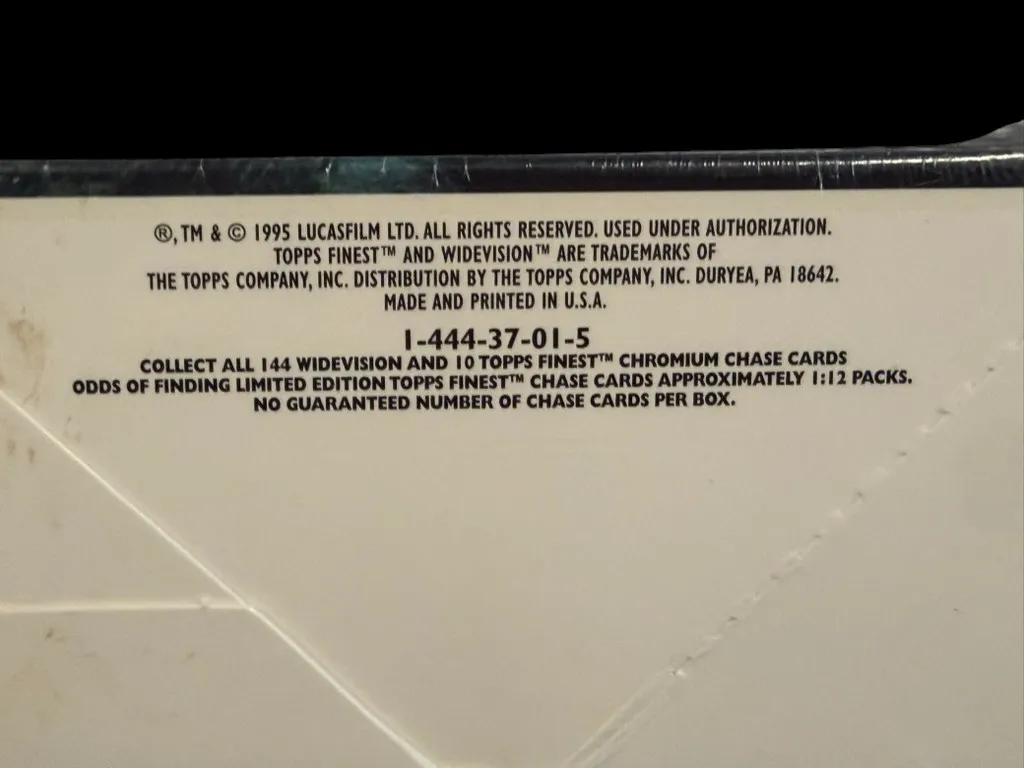 ®, TM & © 1995 LUCASFILM LTD. ALL RIGHTS RESERVED. USED UNDER AUTHORIZATION.
TOPPS FINEST™ AND WIDEVISION™ ARE TRADEMARKS OF
THE TOPPS COMPANY, INC. DISTRIBUTION BY THE TOPPS COMPANY, INC. DURYEA, PA 18642.
MADE AND PRINTED IN U.S.A.
1-444-37-01-5
COLLECT ALL 144 WIDEVISION AND 10 TOPPS FINEST™ CHROMIUM CHASE CARDS
ODDS OF FINDING LIMITED EDITION TOPPS FINEST™ CHASE CARDS APPROXIMATELY 1:12 PACKS.
NO GUARANTEED NUMBER OF CHASE CARDS PER BOX.